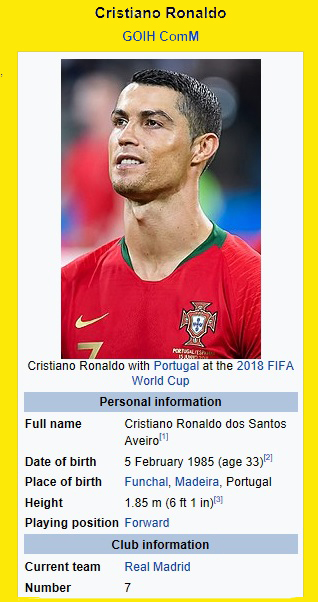 Cristiano Ronaldo
GOIH ComM
7
PORTUGAL/ESPAÑA
Cristiano Ronaldo with Portugal at the 2018 FIFA
World Cup
Personal information
Full name Cristiano Ronaldo dos Santos
Aveiro[1]
Date of birth 5 February 1985 (age 33)[2]
Place of birth Funchal, Madeira, Portugal
Height 1.85 m (6 ft 1 in)[3]
Playing position Forward
Club information
Current team Real Madrid
Number 7